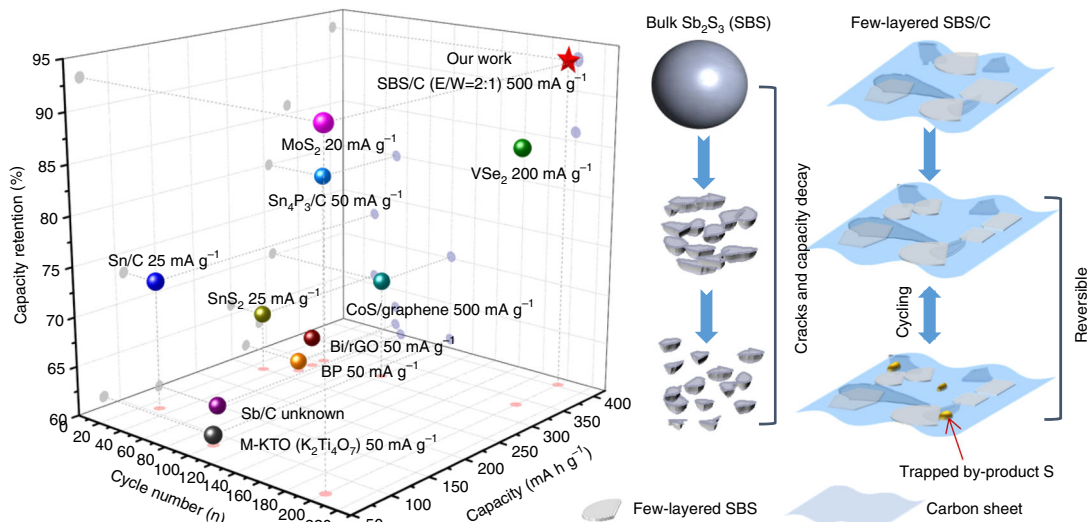 95
90
85
80
75
70
65
60
Capacity retention (%)
0
20
40
60
80
100
120
140
160
180
200
Cycle number (n)
50
100
150
200
250
300
350
400
Capacity (mA h g⁻¹)
Our work
SBS/C (E/W=2:1) 500 mA g⁻¹
MoS₂ 20 mA g⁻¹
VSe₂ 200 mA g⁻¹
Sn₄P₃/C 50 mA g⁻¹
Sn/C 25 mA g⁻¹
SnS₂ 25 mA g⁻¹
CoS/graphene 500 mA g⁻¹
Bi/rGO 50 mA g⁻¹
BP 50 mA g⁻¹
Sb/C unknown
M-KTO (K₂Ti₄O₇) 50 mA g⁻¹
Bulk Sb₂S₃ (SBS)
Cracks and capacity decay
Few-layered SBS/C
Cycling
Reversible
Trapped by-product S
Few-layered SBS
Carbon sheet